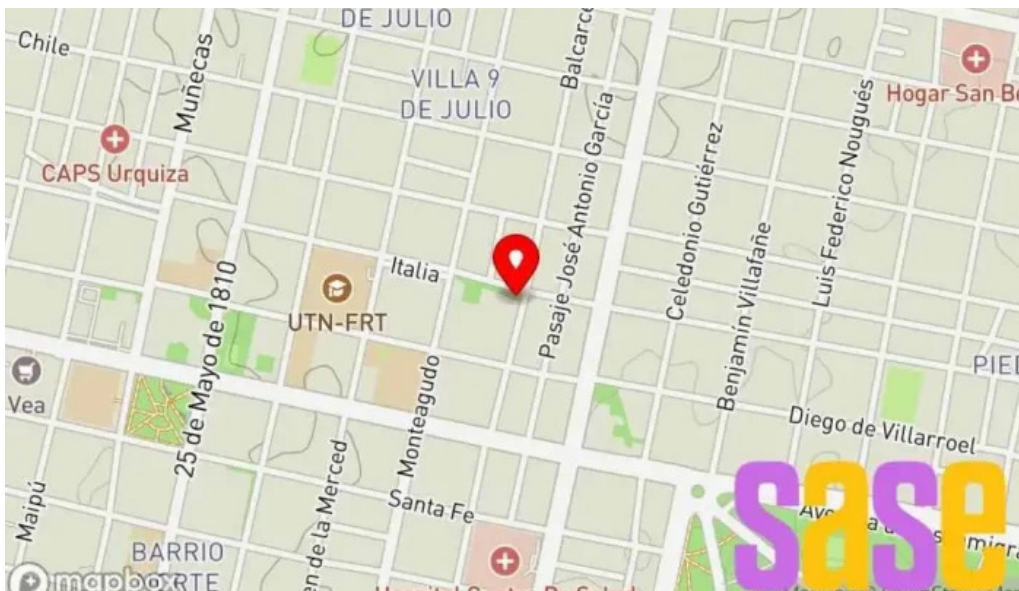 DE JULIO
Chile
Muñecas
VILLA 9
DE JULIO
Balcarce
Hogar San Be
CAPS Urquiza
Pasaje José Antonio García
Celedonio Gutiérrez
Luis Federico Nougués
Benjamín Villafañe
Italia
UTN-FRT
25 de Mayo de 1810
Vea
Monteagudo
PIED
Diego de Villarroel
Maipú
en de la Merced
Santa Fe
sase
BARRIO
mapbox